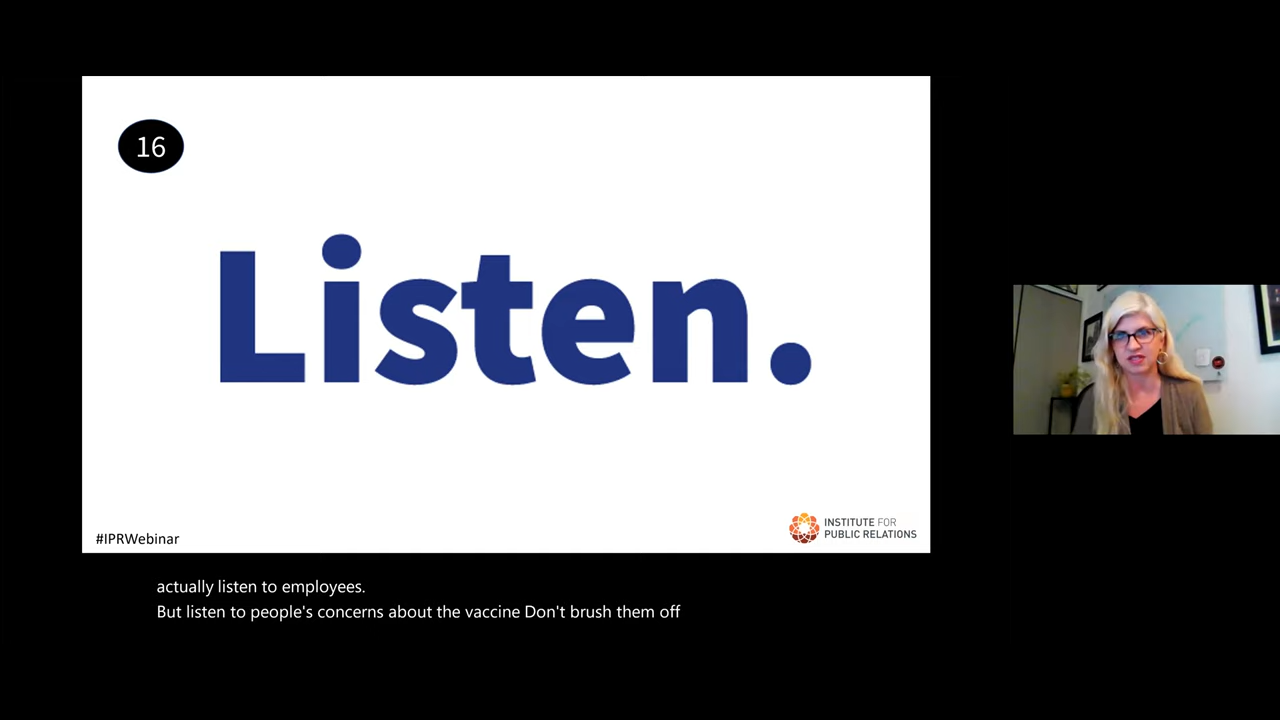 16
Listen.
#IPRWebinar
INSTITUTE FOR
PUBLIC RELATIONS
actually listen to employees.
But listen to people's concerns about the vaccine Don't brush them off